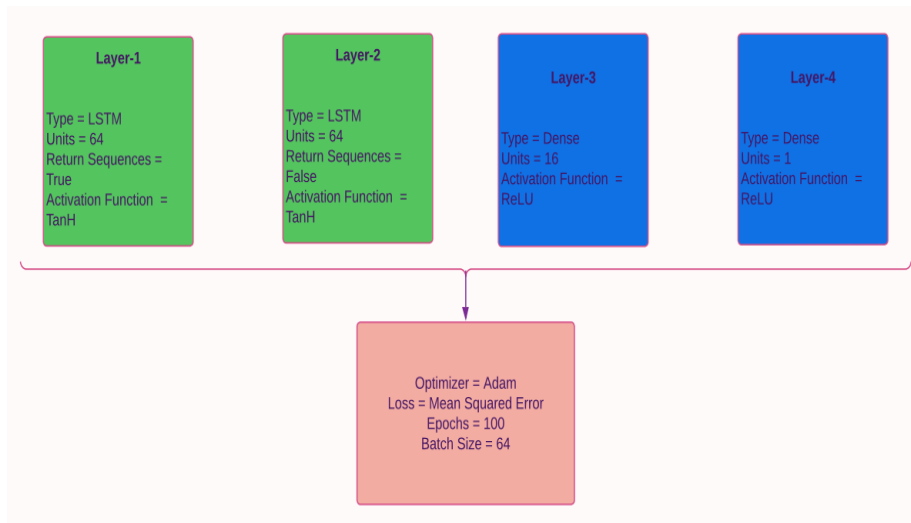 Layer-1
Type = LSTM
Units = 64
Return Sequences =
True
Activation Function =
TanH
Layer-2
Type = LSTM
Units = 64
Return Sequences =
False
Activation Function =
TanH
Layer-3
Type = Dense
Units = 16
Activation Function =
ReLU
Layer-4
Type = Dense
Units = 1
Activation Function =
ReLU
Optimizer = Adam
Loss = Mean Squared Error
Epochs = 100
Batch Size = 64